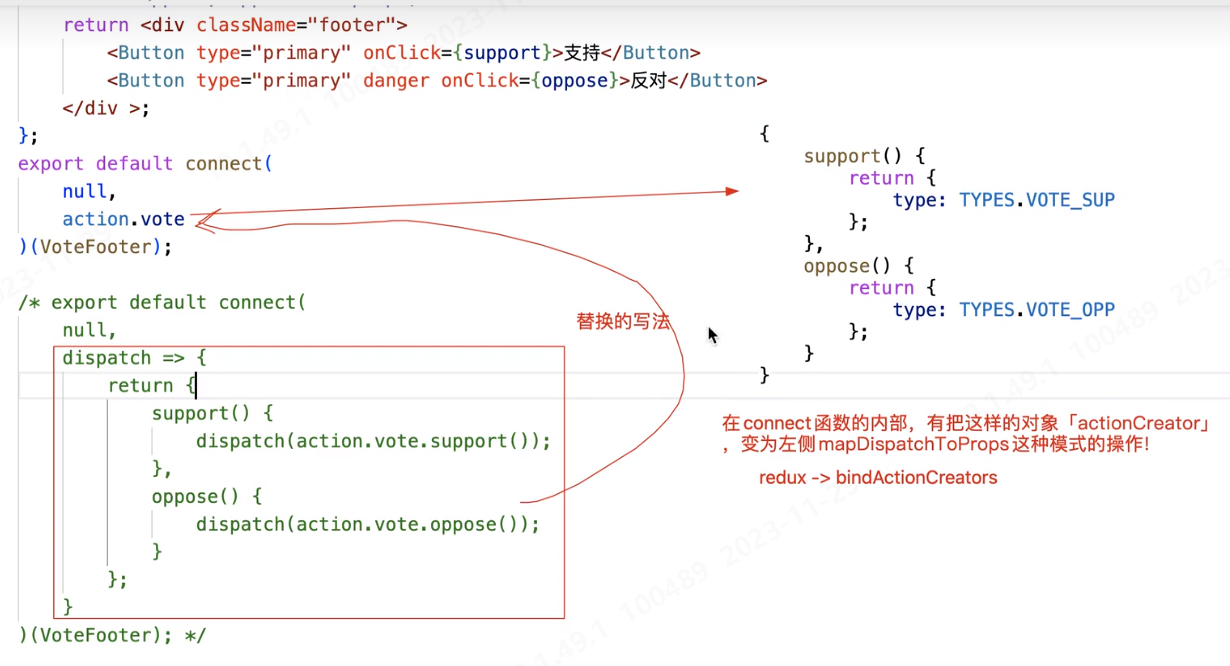 return <div className="footer">
<Button type="primary" onClick={support}>支持</Button>
<Button type="primary" danger onClick={oppose}>反对</Button>
</div >;
};
export default connect(
null,
action.vote
)(VoteFooter);
/* export default connect(
null,
dispatch => {
return {
support() {
dispatch(action.vote.support());
},
oppose() {
dispatch(action.vote.oppose());
}
};
}
)(VoteFooter); */
替换的写法
{
support() {
return {
type: TYPES.VOTE_SUP
};
},
oppose() {
return {
type: TYPES.VOTE_OPP
};
}
}
在connect函数的内部，有把这样的对象「actionCreator」
，变为左侧mapDispatchToProps这种模式的操作!
redux -> bindActionCreators